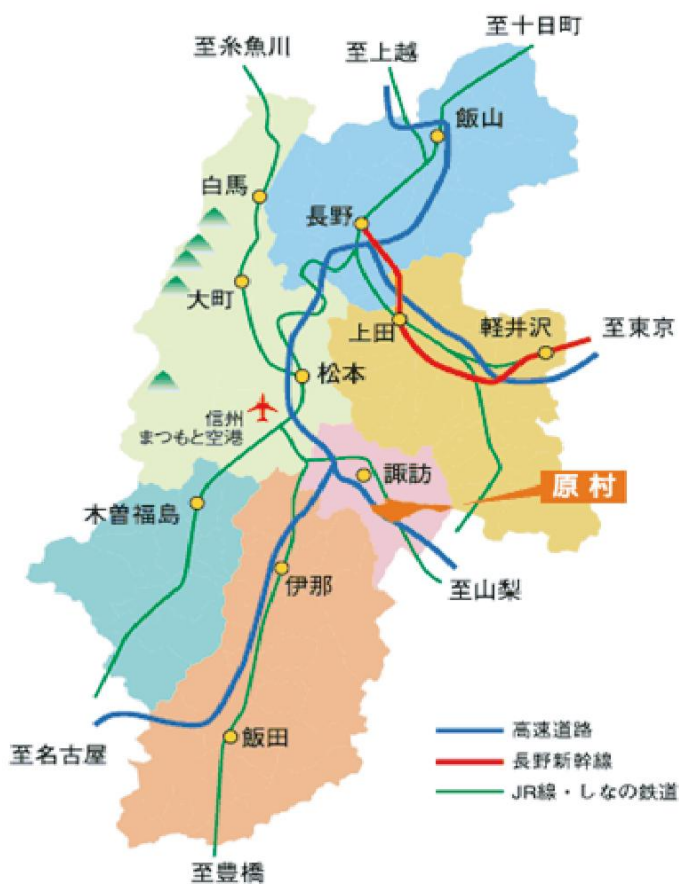 至十日町
至糸魚川
至上越
飯山
白馬
長野
大町
上田
軽井沢
至東京
松本
信州
まつもと空港
諏訪
原村
木曽福島
伊那
至山梨
至名古屋
飯田
高速道路
長野新幹線
JR線・しなの鉄道
至豊橋